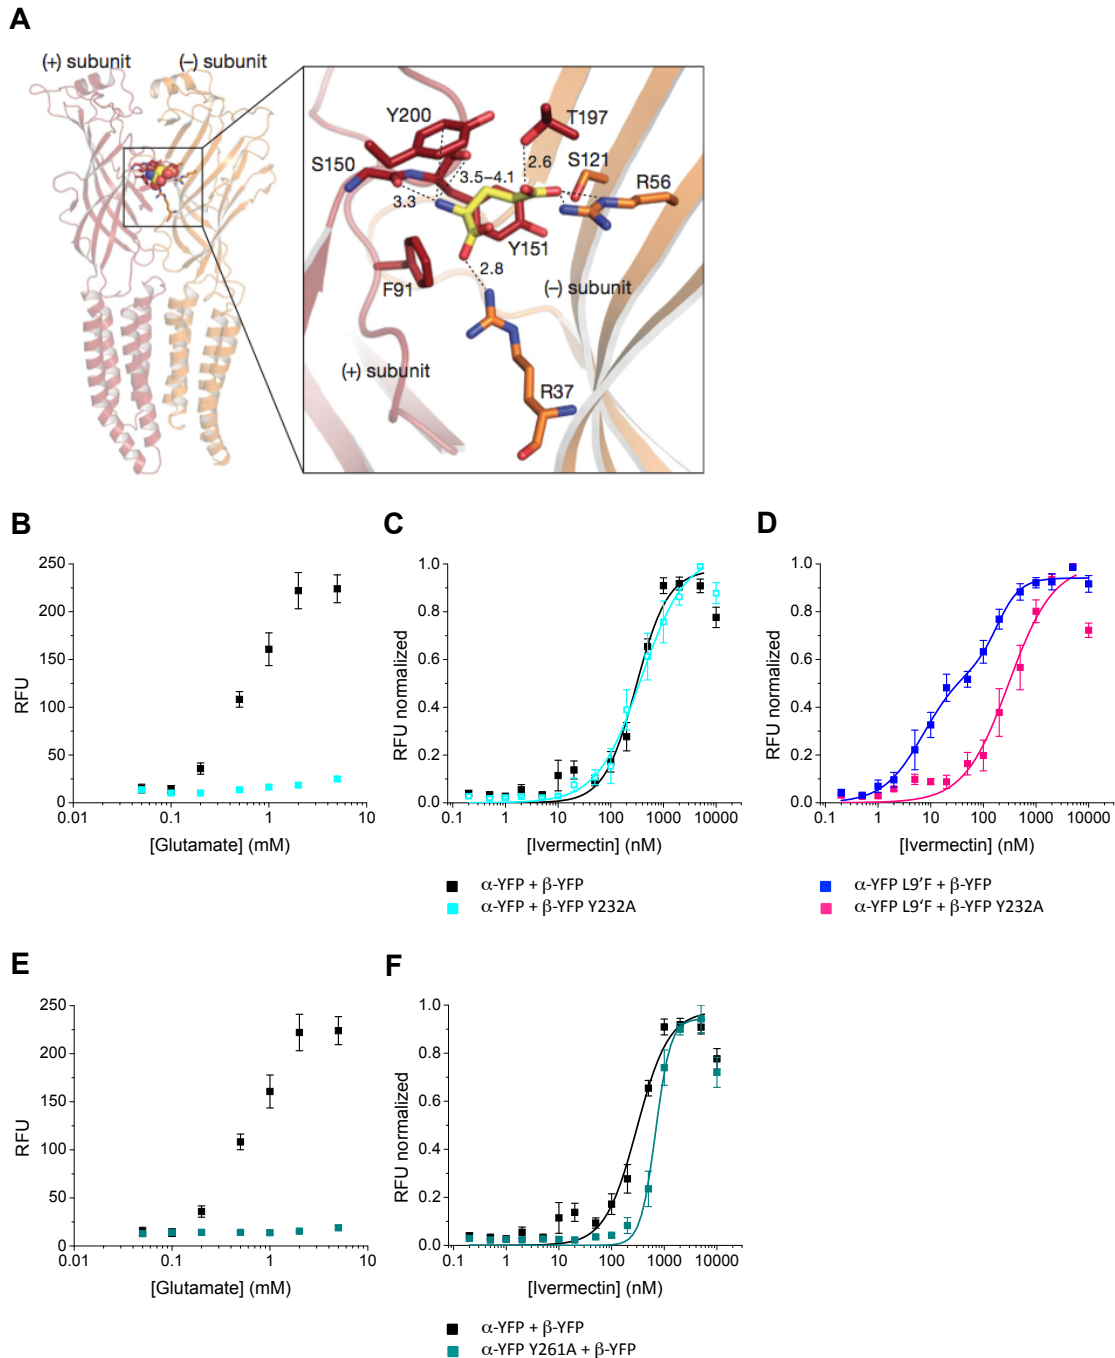 A
(+) subunit
(–) subunit
Y200
T197
S150
2.6
S121
R56
3.5–4.1
3.3
Y151
F91
2.8
(–) subunit
(+) subunit
R37
B
C
D
250
200
150
100
50
0
RFU
0.01
0.1
1
10
[Glutamate] (mM)
1.0
0.8
0.6
0.4
0.2
0.0
RFU normalized
0.1
1
10
100
1000
10000
[Ivermectin] (nM)
α-YFP + β-YFP
α-YFP + β-YFP Y232A
1.0
0.8
0.6
0.4
0.2
0.0
RFU normalized
0.1
1
10
100
1000
10000
[Ivermectin] (nM)
α-YFP L9'F + β-YFP
α-YFP L9'F + β-YFP Y232A
E
F
250
200
150
100
50
0
RFU
0.01
0.1
1
10
[Glutamate] (mM)
1.0
0.8
0.6
0.4
0.2
0.0
RFU normalized
0.1
1
10
100
1000
10000
[Ivermectin] (nM)
α-YFP + β-YFP
α-YFP Y261A + β-YFP